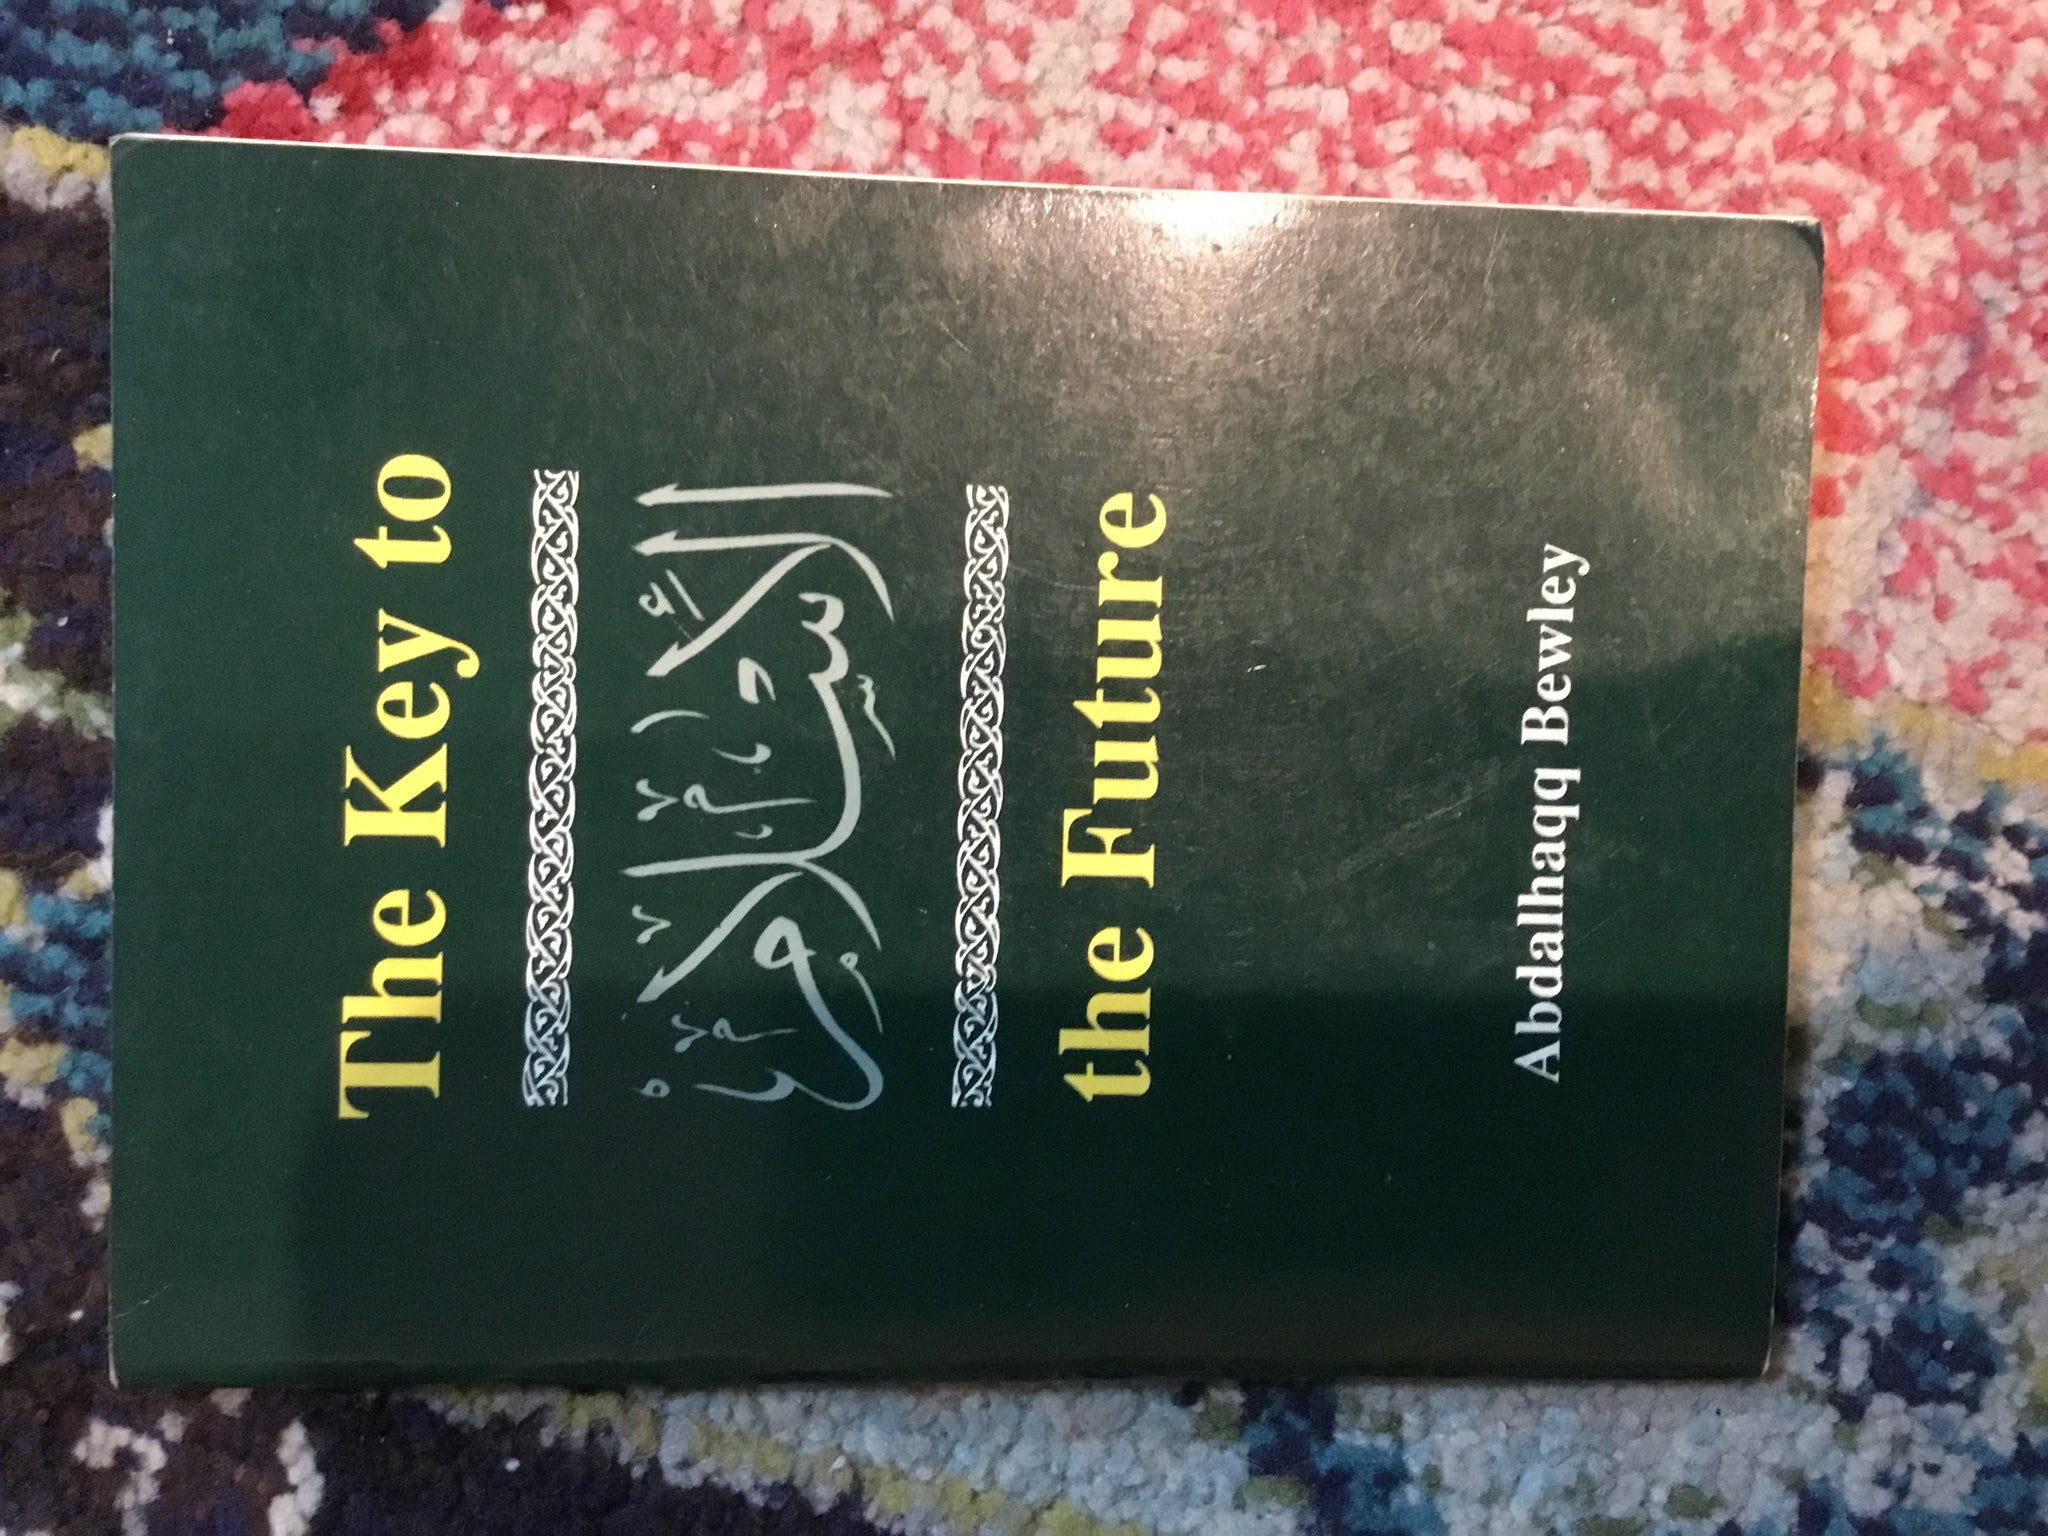 The Key to
الإسلام
the Future
Abdalhaqq Bewley